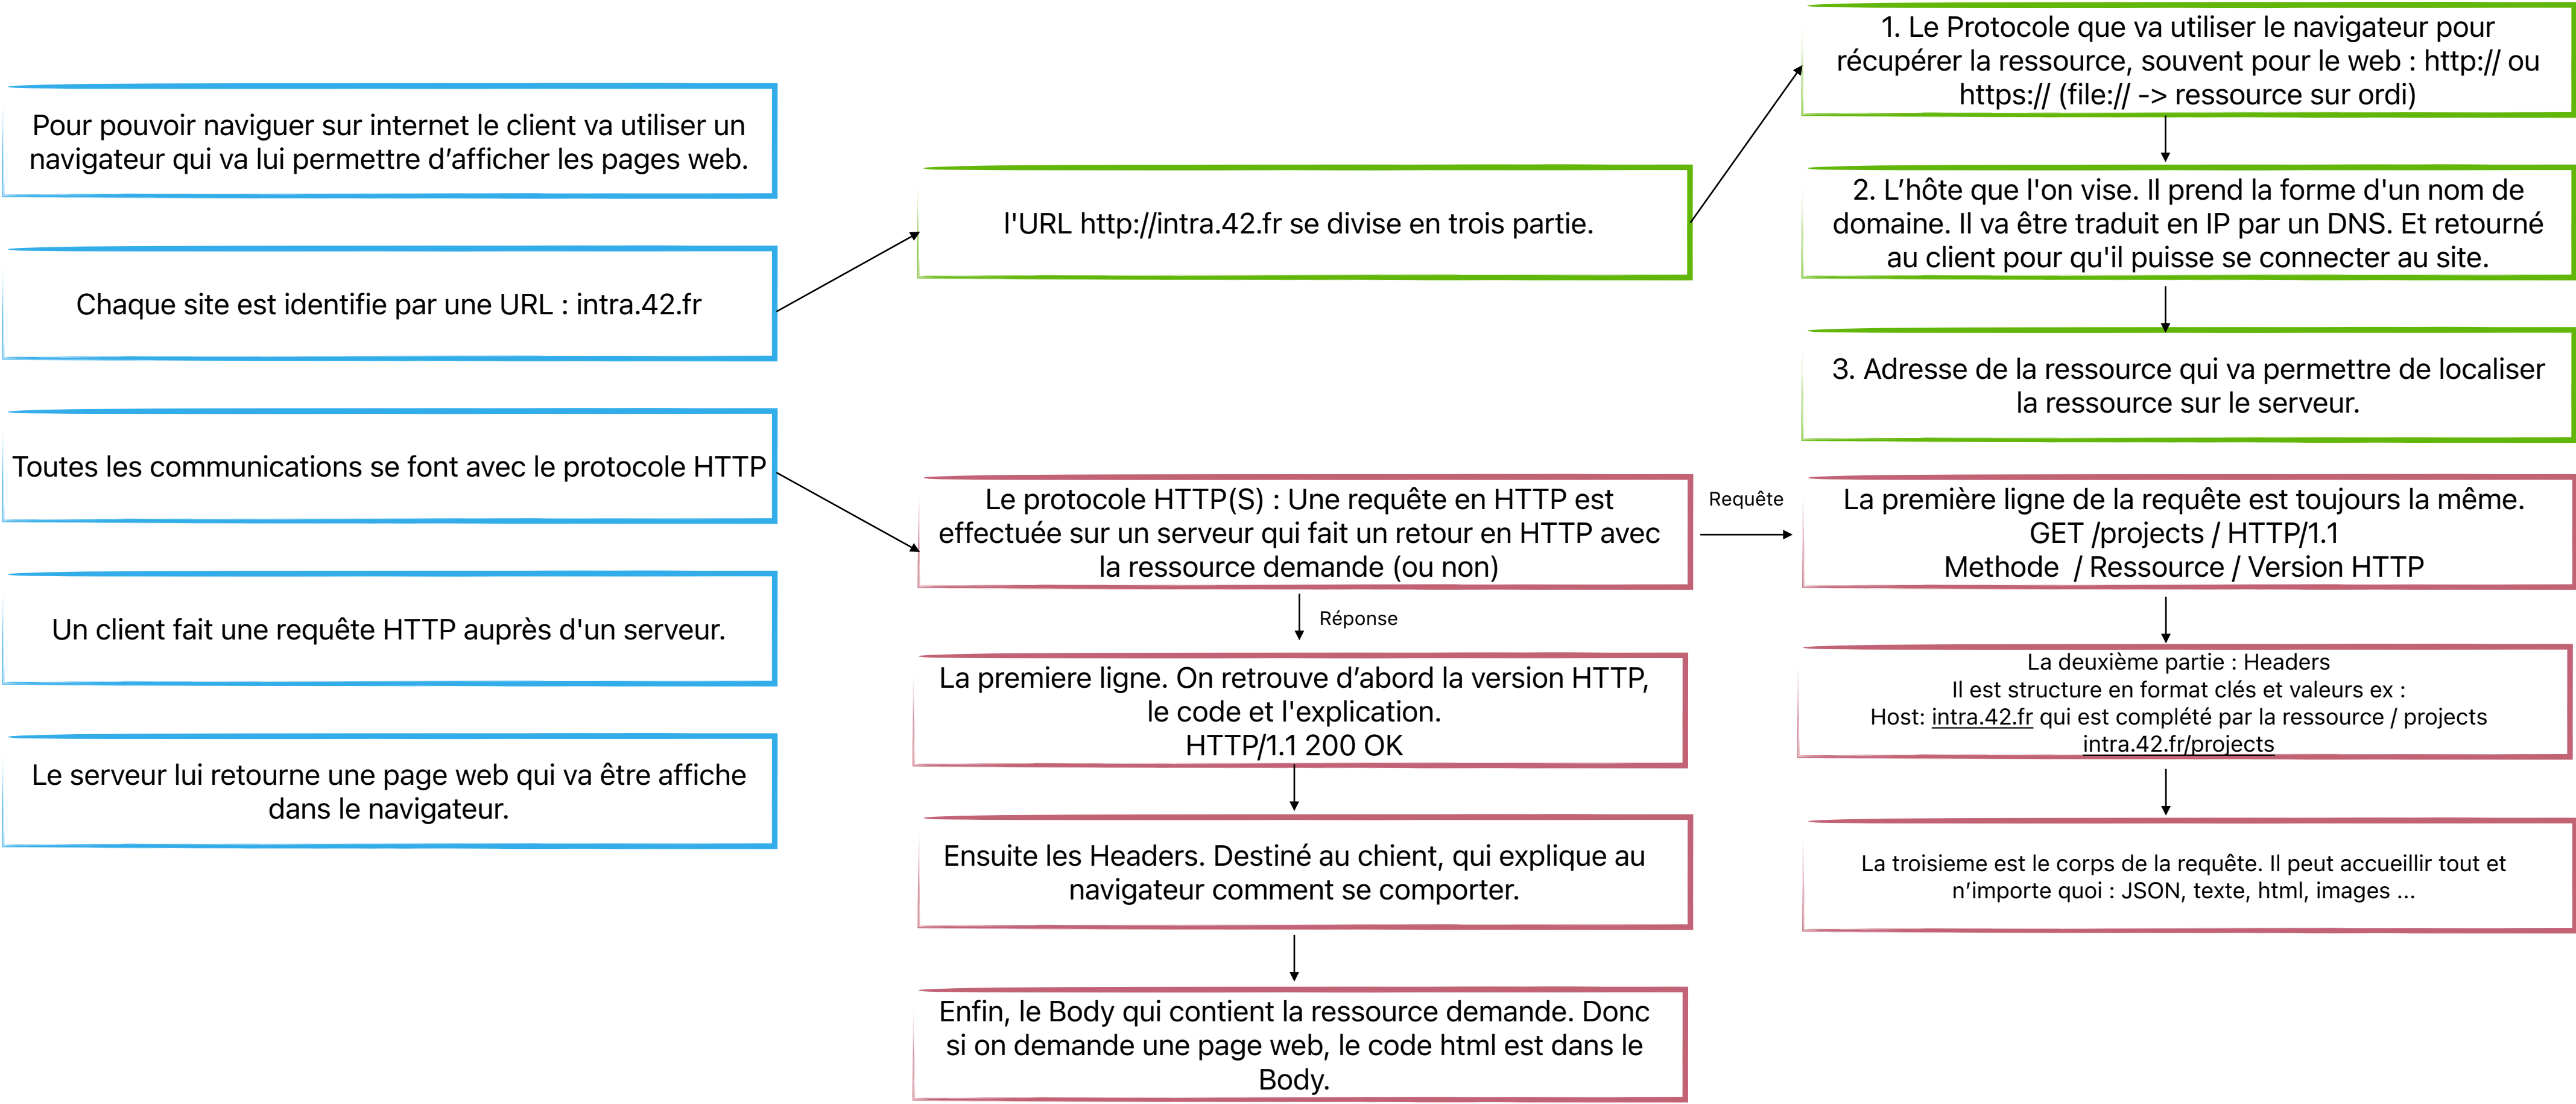 Pour pouvoir naviguer sur internet le client va utiliser un
navigateur qui va lui permettre d’afficher les pages web.
Chaque site est identifie par une URL : intra.42.fr
Toutes les communications se font avec le protocole HTTP
Un client fait une requête HTTP auprès d'un serveur.
Le serveur lui retourne une page web qui va être affiche
dans le navigateur.
l'URL http://intra.42.fr se divise en trois partie.
1. Le Protocole que va utiliser le navigateur pour
récupérer la ressource, souvent pour le web : http:// ou
https:// (file:// -> ressource sur ordi)
2. L’hôte que l'on vise. Il prend la forme d'un nom de
domaine. Il va être traduit en IP par un DNS. Et retourné
au client pour qu'il puisse se connecter au site.
3. Adresse de la ressource qui va permettre de localiser
la ressource sur le serveur.
Le protocole HTTP(S) : Une requête en HTTP est
effectuée sur un serveur qui fait un retour en HTTP avec
la ressource demande (ou non)
Requête
La première ligne de la requête est toujours la même.
GET /projects / HTTP/1.1
Methode / Ressource / Version HTTP
La deuxième partie : Headers
Il est structure en format clés et valeurs ex :
Host: intra.42.fr qui est complété par la ressource / projects
intra.42.fr/projects
La troisieme est le corps de la requête. Il peut accueillir tout et
n’importe quoi : JSON, texte, html, images ...
Réponse
La premiere ligne. On retrouve d’abord la version HTTP,
le code et l'explication.
HTTP/1.1 200 OK
Ensuite les Headers. Destiné au chient, qui explique au
navigateur comment se comporter.
Enfin, le Body qui contient la ressource demande. Donc
si on demande une page web, le code html est dans le
Body.